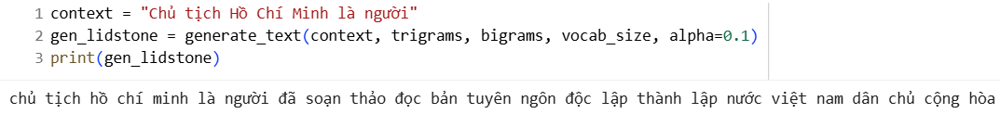 1 context = "Chủ tịch Hồ Chí Minh là người"
2 gen_lidstone = generate_text(context, trigrams, bigrams, vocab_size, alpha=0.1)
3 print(gen_lidstone)
chủ tịch hồ chí minh là người đã soạn thảo đọc bản tuyên ngôn độc lập thành lập nước việt nam dân chủ cộng hòa